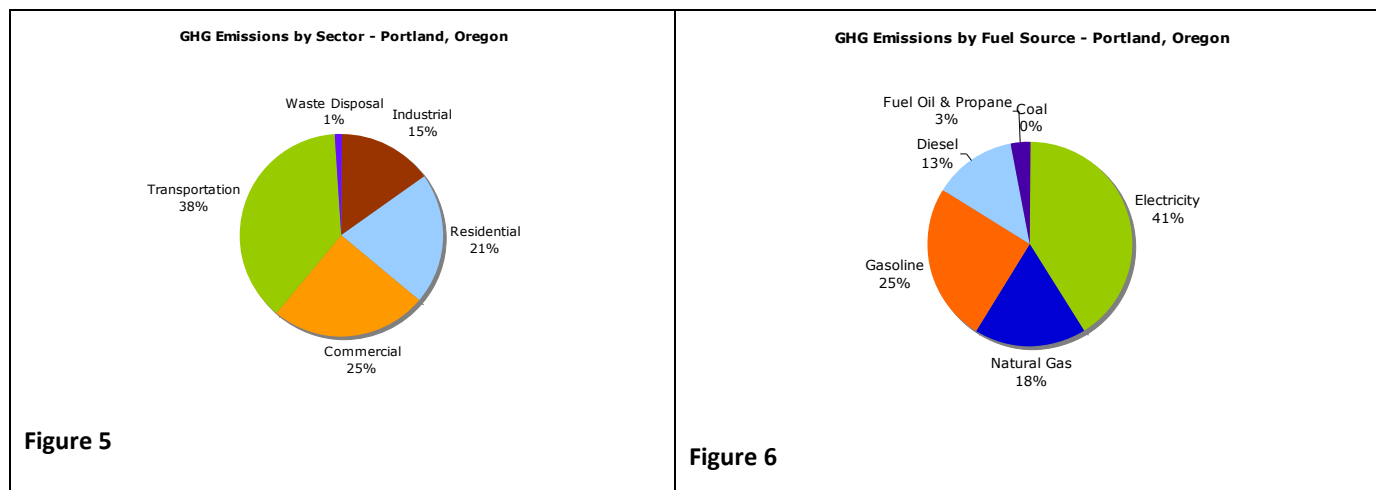 GHG Emissions by Sector - Portland, Oregon
Waste Disposal
1%
Industrial
15%
Transportation
38%
Residential
21%
Commercial
25%
Figure 5
GHG Emissions by Fuel Source - Portland, Oregon
Fuel Oil & Propane
3%
Coal
0%
Diesel
13%
Electricity
41%
Gasoline
25%
Natural Gas
18%
Figure 6